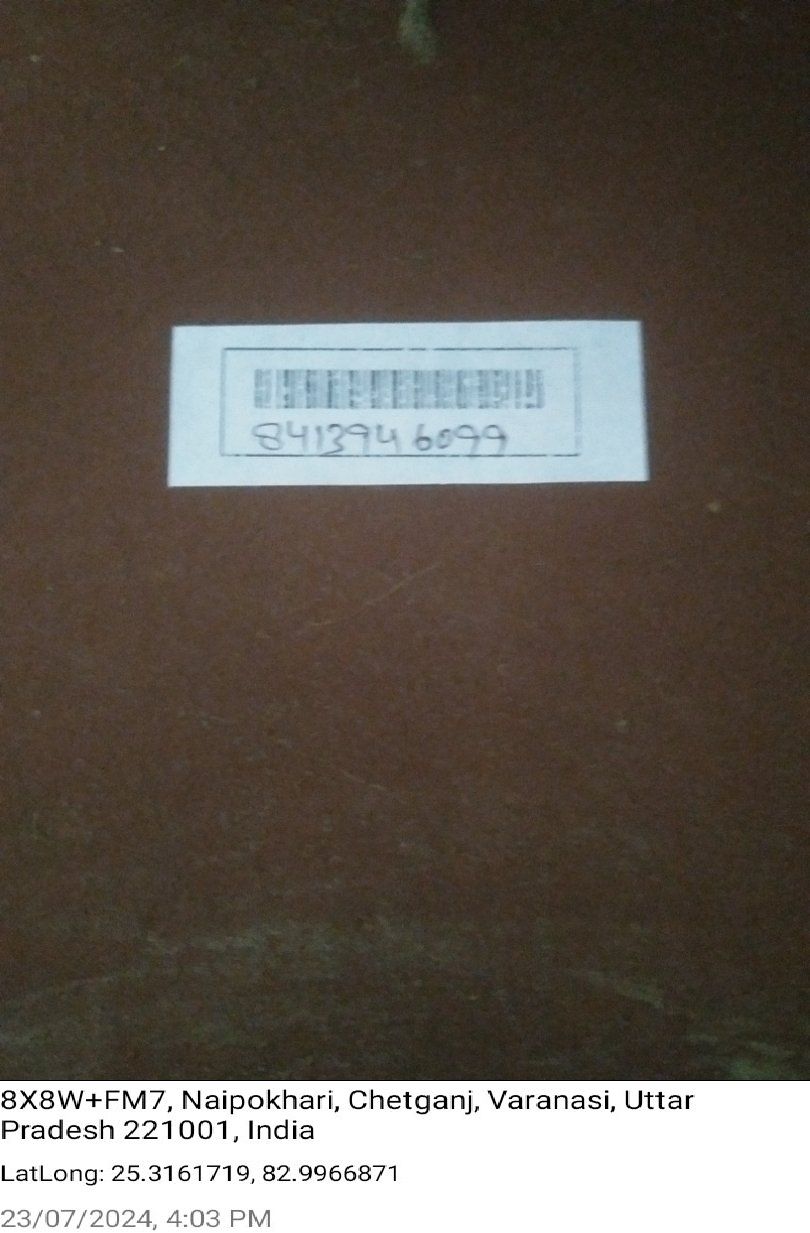 8413946099
8X8W+FM7, Naipokhari, Chetganj, Varanasi, Uttar
Pradesh 221001, India
LatLong: 25.3161719, 82.9966871
23/07/2024, 4:03 PM